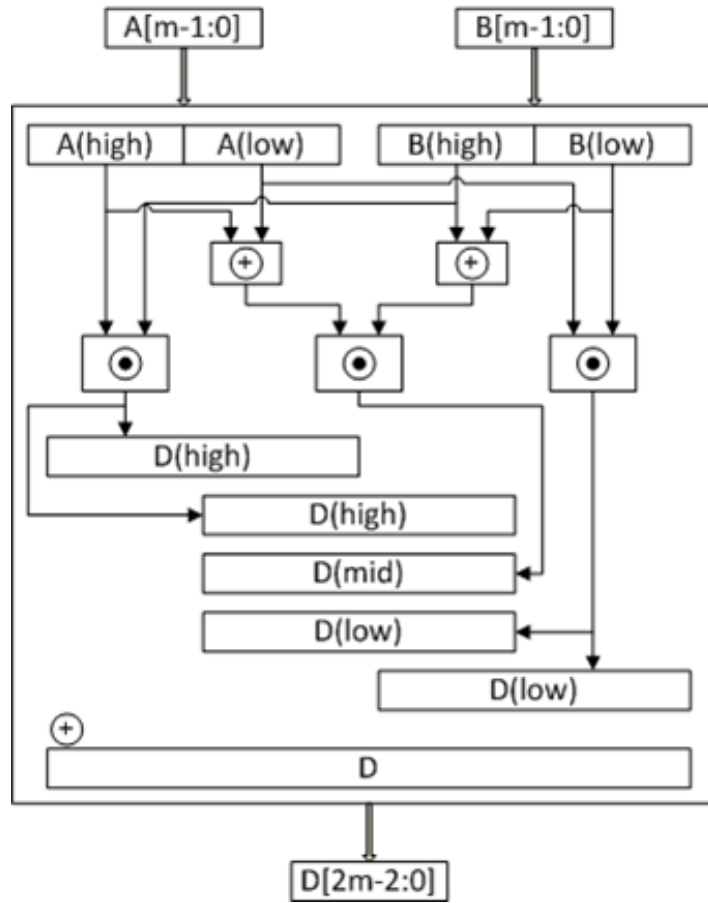 A[m-1:0] B[m-1:0]
A(high) A(low) B(high) B(low)
+ +
D(high)
D(high)
D(mid)
D(low)
D(low)
+
D
D[2m-2:0]